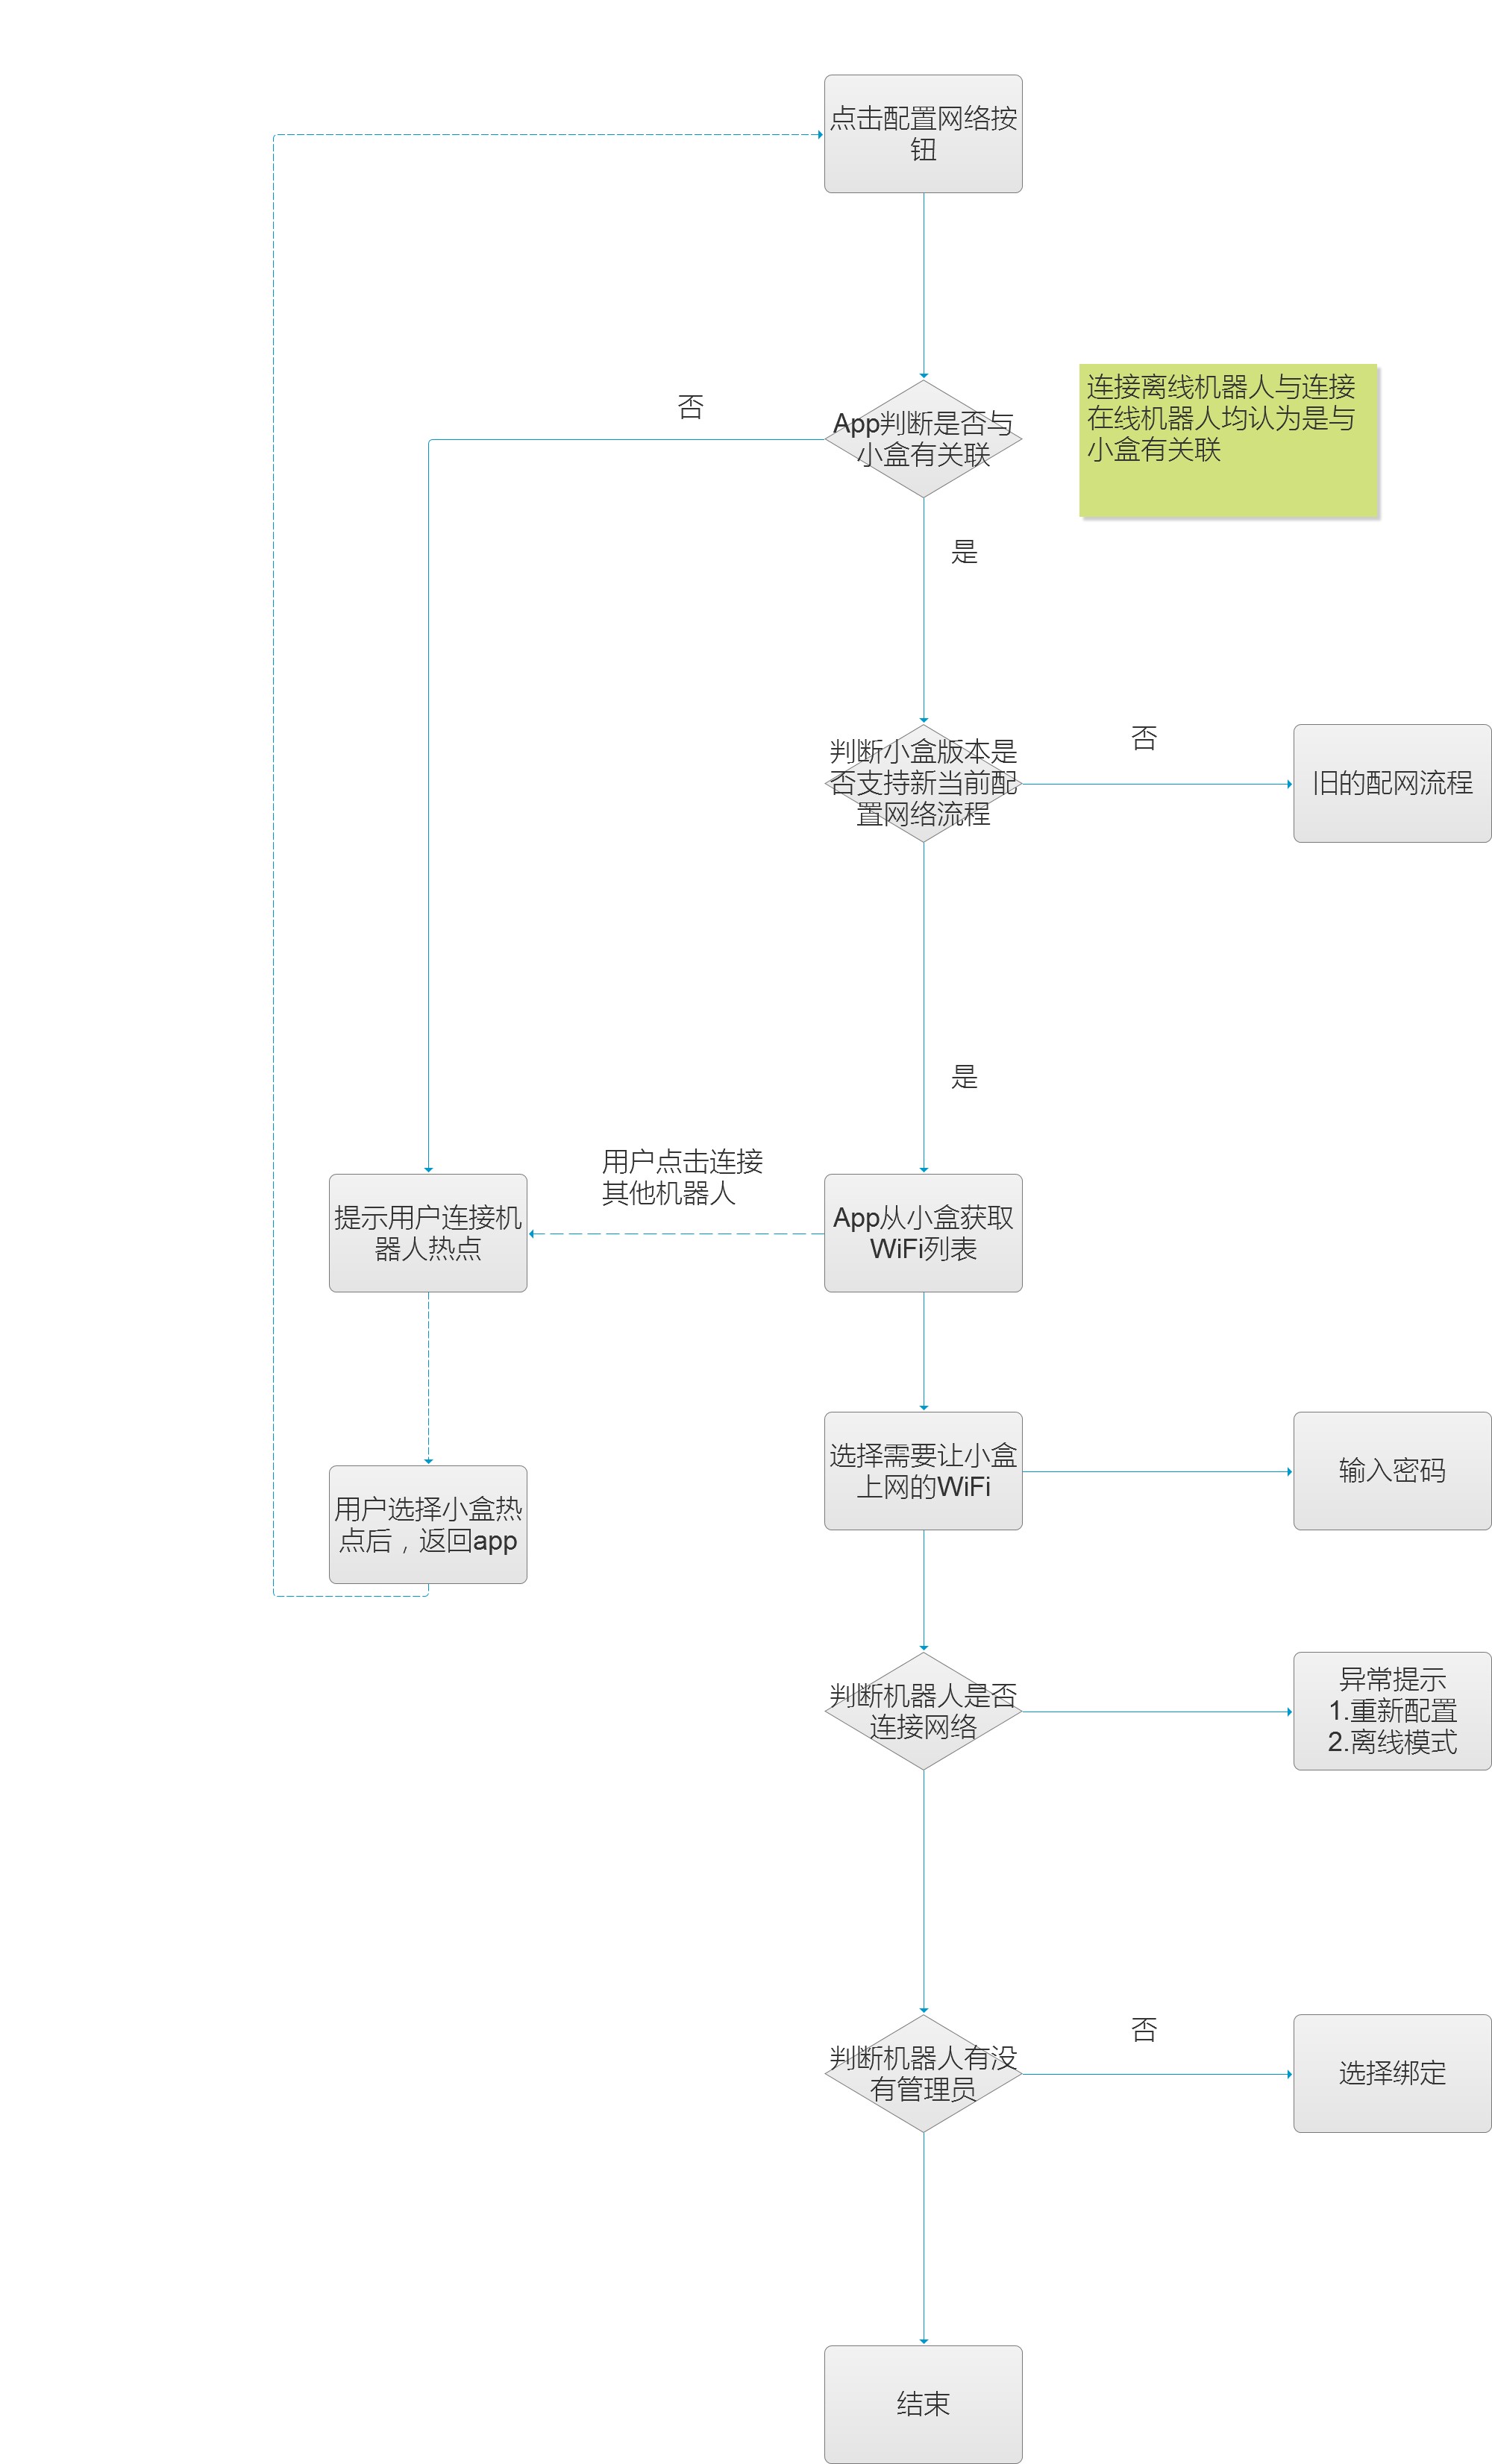 点击配置网络按
钮
否
App判断是否与
小盒有关联
连接离线机器人与连接
在线机器人均认为是与
小盒有关联
是
判断小盒版本是
否支持新当前配
置网络流程
否
旧的配网流程
是
用户点击连接
其他机器人
提示用户连接机
器人热点
App从小盒获取
WiFi列表
选择需要让小盒
上网的WiFi
输入密码
用户选择小盒热
点后，返回app
判断机器人是否
连接网络
异常提示
1.重新配置
2.离线模式
判断机器人有没
有管理员
否
选择绑定
结束